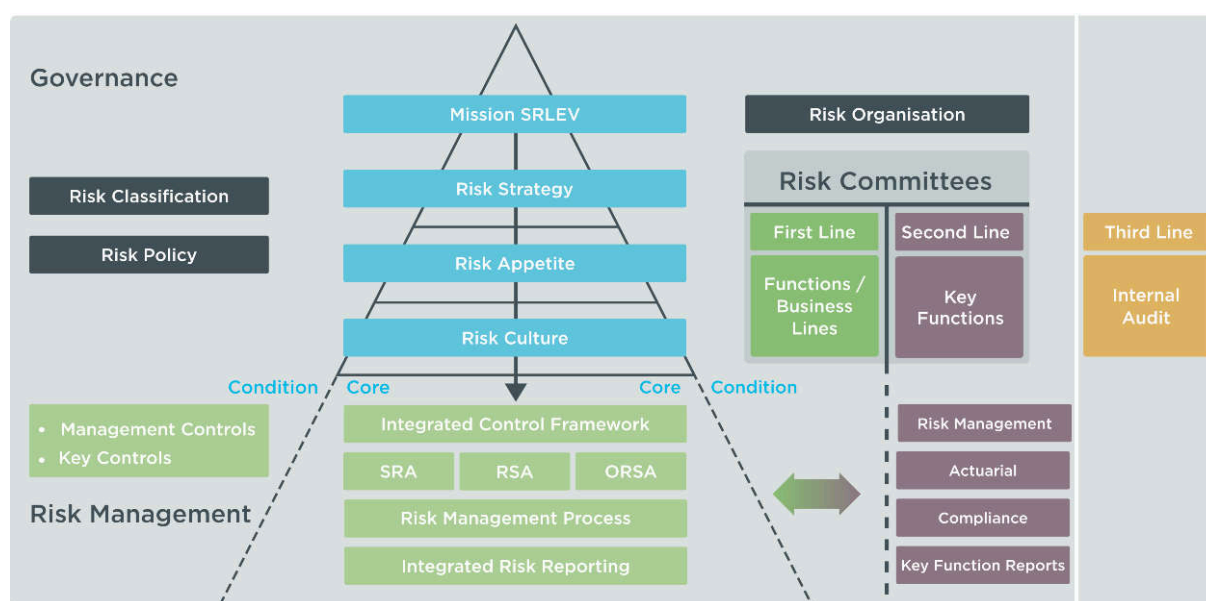 Governance
Mission SRLEV
Risk Organisation
Risk Classification
Risk Strategy
Risk Committees
Risk Policy
First Line
Second Line
Third Line
Risk Appetite
Functions /
Business
Lines
Key
Functions
Internal
Audit
Risk Culture
Condition
Core
Core
Condition
• Management Controls
• Key Controls
Integrated Control Framework
Risk Management
SRA
RSA
ORSA
Actuarial
Risk Management
Risk Management Process
Compliance
Integrated Risk Reporting
Key Function Reports